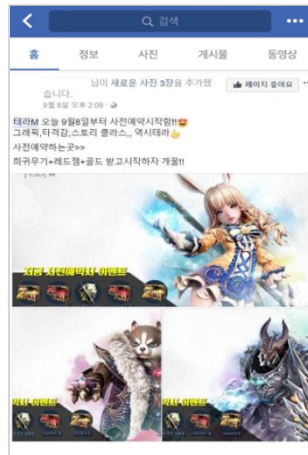 검색
홈 정보 사진 게시물 동영상
님이 새로운 사진 3장을 추가했
습니다.
페이지 좋아요
9월 8일 오후 2:09
테라M 오늘 9월8일부터 사전예약시작함!!😍
그래픽,타격감,스토리 클라스,, 역시테라👍
사전예약하는곳>>
희귀무기+레드젬+골드 받고시작하자 개꿀!!